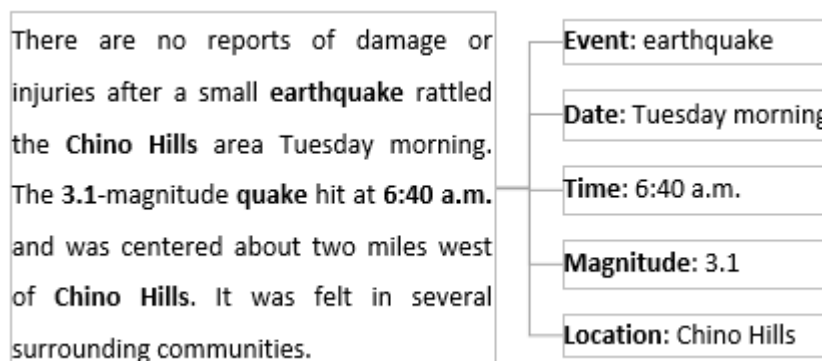 There are no reports of damage or
injuries after a small earthquake rattled
the Chino Hills area Tuesday morning.
The 3.1-magnitude quake hit at 6:40 a.m.
and was centered about two miles west
of Chino Hills. It was felt in several
surrounding communities.
Event: earthquake
Date: Tuesday morning
Time: 6:40 a.m.
Magnitude: 3.1
Location: Chino Hills